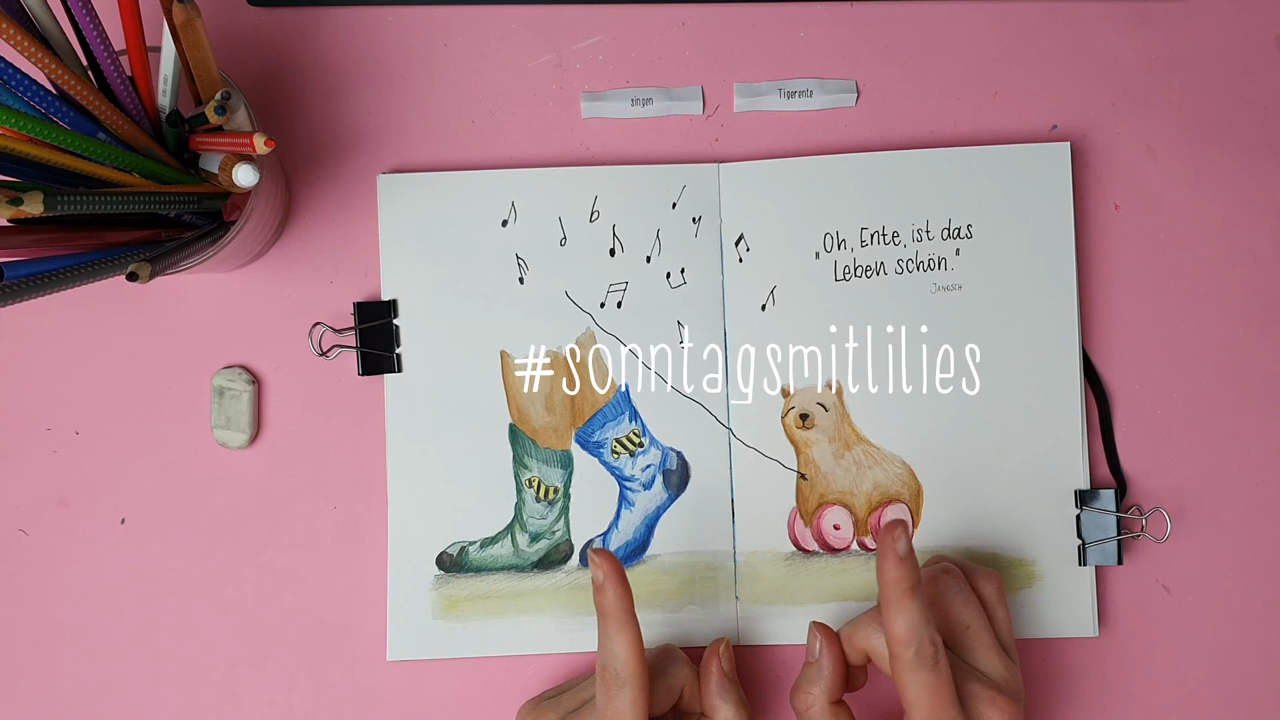 singen
Tigerente
"Oh, Ente, ist das
Leben schön."
JANOSCH
#sonntagsmitlilies